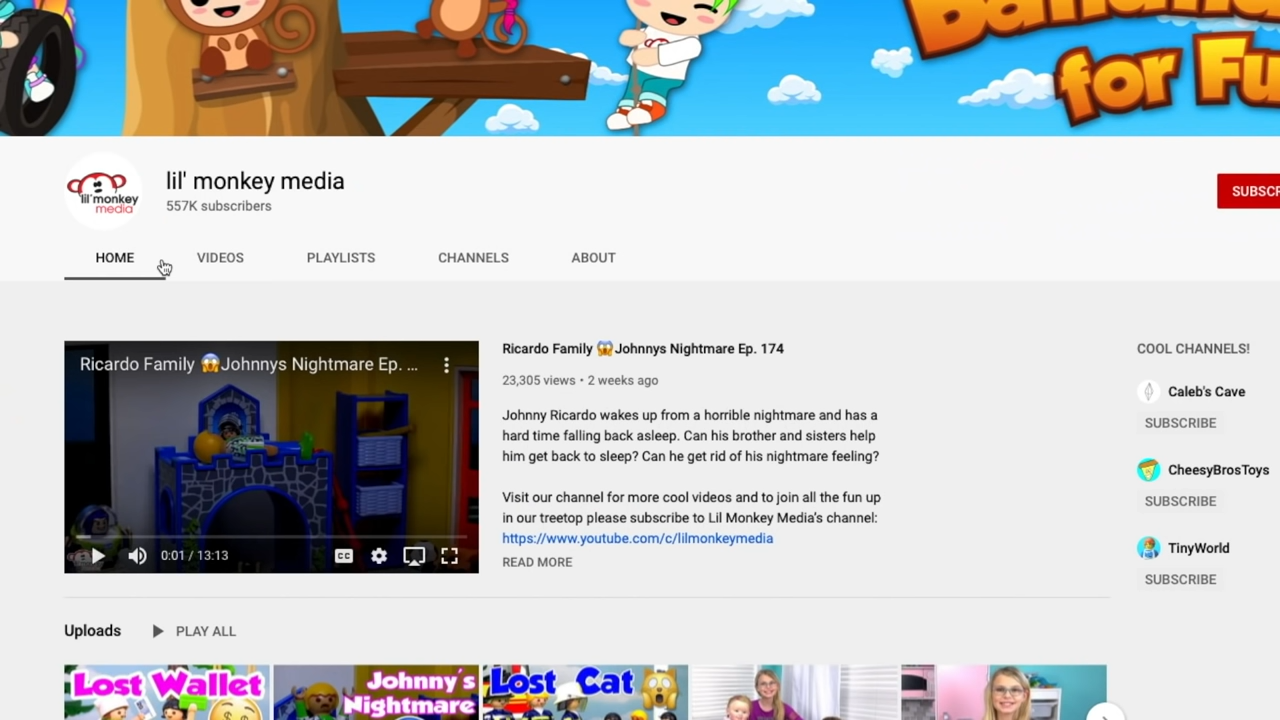 for Fu
lil' monkey media
lil' monkey media
557K subscribers
SUBSCR
HOME
VIDEOS
PLAYLISTS
CHANNELS
ABOUT
Ricardo Family 😱Johnnys Nightmare Ep. ...
0:01 / 13:13
CC
Ricardo Family 😱Johnnys Nightmare Ep. 174
23,305 views • 2 weeks ago
Johnny Ricardo wakes up from a horrible nightmare and has a
hard time falling back asleep. Can his brother and sisters help
him get back to sleep? Can he get rid of his nightmare feeling?
Visit our channel for more cool videos and to join all the fun up
in our treetop please subscribe to Lil Monkey Media's channel:
https://www.youtube.com/c/lilmonkeymedia
READ MORE
COOL CHANNELS!
Caleb's Cave
SUBSCRIBE
CheesyBrosToys
SUBSCRIBE
TinyWorld
SUBSCRIBE
Uploads
PLAY ALL
Lost Wallet
Johnny's
Nightmare
Lost Cat